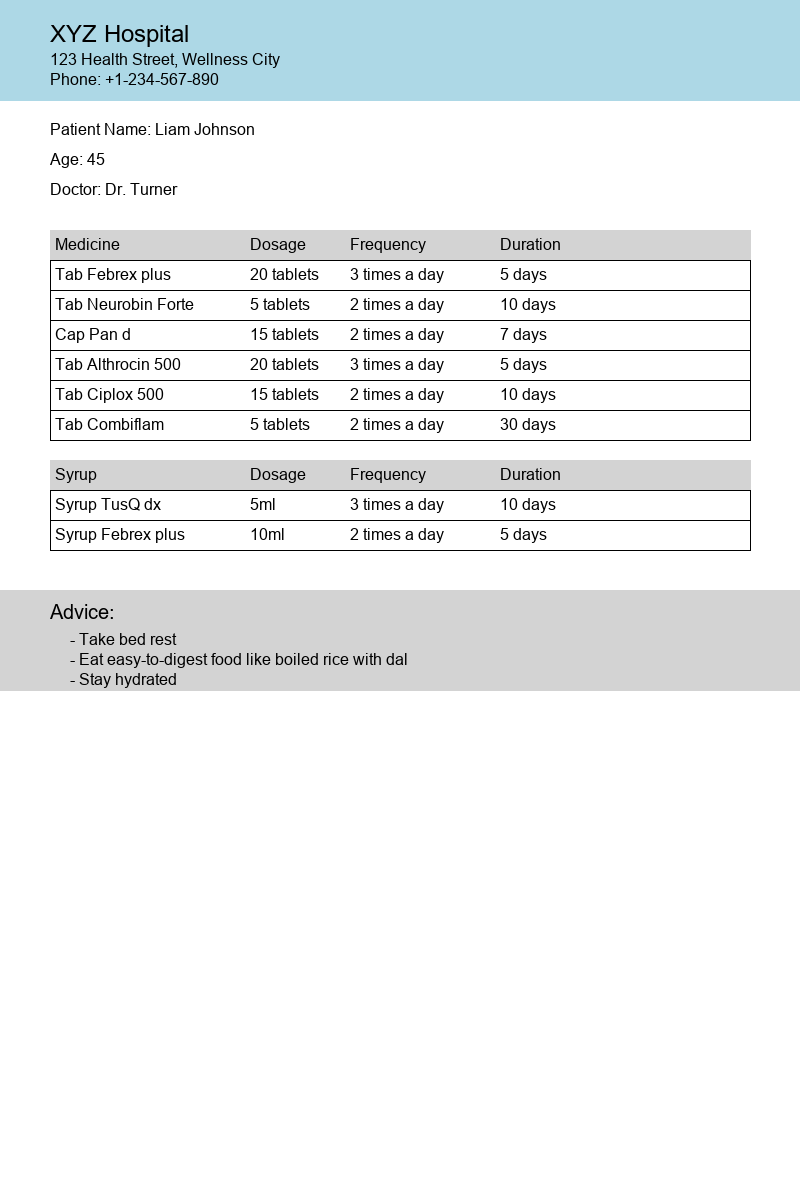 XYZ Hospital
123 Health Street, Wellness City
Phone: +1-234-567-890
Patient Name: Liam Johnson
Age: 45
Doctor: Dr. Turner
Medicine Dosage Frequency Duration
Tab Febrex plus 20 tablets 3 times a day 5 days
Tab Neurobin Forte 5 tablets 2 times a day 10 days
Cap Pan d 15 tablets 2 times a day 7 days
Tab Althrocin 500 20 tablets 3 times a day 5 days
Tab Ciplox 500 15 tablets 2 times a day 10 days
Tab Combiflam 5 tablets 2 times a day 30 days
Syrup Dosage Frequency Duration
Syrup TusQ dx 5ml 3 times a day 10 days
Syrup Febrex plus 10ml 2 times a day 5 days
Advice:
- Take bed rest
- Eat easy-to-digest food like boiled rice with dal
- Stay hydrated